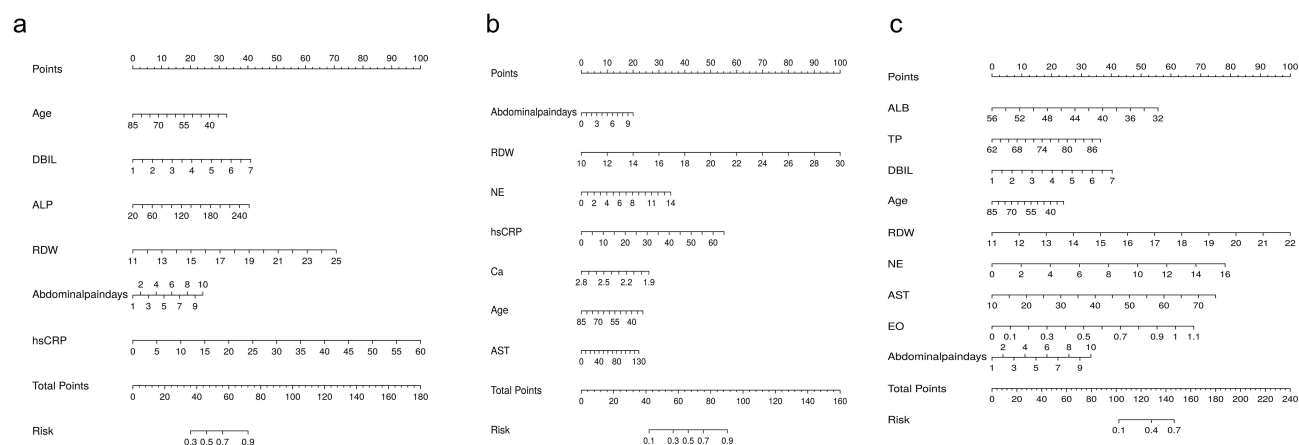 a
0 10 20 30 40 50 60 70 80 90 100
Points
Age
85 70 55 40
DBIL
1 2 3 4 5 6 7
ALP
20 60 120 180 240
RDW
11 13 15 17 19 21 23 25
2 4 6 8 10
Abdominalpaindays
1 3 5 7 9
hsCRP
0 5 10 15 20 25 30 35 40 45 50 55 60
Total Points
0 20 40 60 80 100 120 140 160 180
Risk
0.3 0.5 0.7 0.9
b
0 10 20 30 40 50 60 70 80 90 100
Points
Abdominalpaindays
0 3 6 9
RDW
10 12 14 16 18 20 22 24 26 28 30
NE
0 2 4 6 8 11 14
hsCRP
0 10 20 30 40 50 60
Ca
2.8 2.5 2.2 1.9
Age
85 70 55 40
AST
0 40 80 130
Total Points
0 20 40 60 80 100 120 140 160
Risk
0.1 0.3 0.5 0.7 0.9
c
0 10 20 30 40 50 60 70 80 90 100
Points
ALB
56 52 48 44 40 36 32
TP
62 68 74 80 86
DBIL
1 2 3 4 5 6 7
Age
85 70 55 40
RDW
11 12 13 14 15 16 17 18 19 20 21 22
NE
0 2 4 6 8 10 12 14 16
AST
10 20 30 40 50 60 70
EO
0 0.1 0.3 0.5 0.7 0.9 1 1.1
2 4 6 8 10
Abdominalpaindays
1 3 5 7 9
Total Points
0 20 40 60 80 100 120 140 160 180 200 220 240
Risk
0.1 0.4 0.7